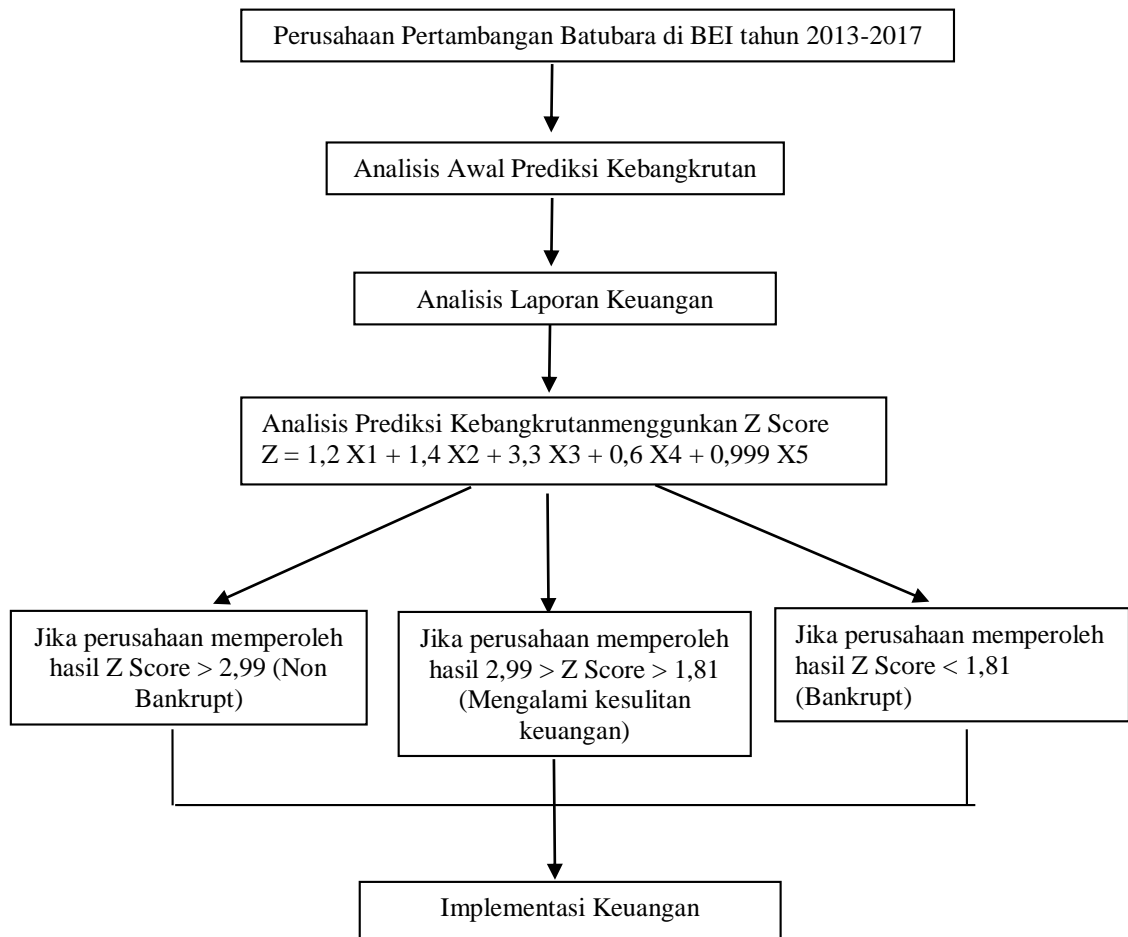 Perusahaan Pertambangan Batubara di BEI tahun 2013-2017
Analisis Awal Prediksi Kebangkrutan
Analisis Laporan Keuangan
Analisis Prediksi Kebangkrutanmenggunkan Z Score
Z = 1,2 X1 + 1,4 X2 + 3,3 X3 + 0,6 X4 + 0,999 X5
Jika perusahaan memperoleh
hasil Z Score > 2,99 (Non
Bankrupt)
Jika perusahaan memperoleh
hasil 2,99 > Z Score > 1,81
(Mengalami kesulitan
keuangan)
Jika perusahaan memperoleh
hasil Z Score < 1,81
(Bankrupt)
Implementasi Keuangan